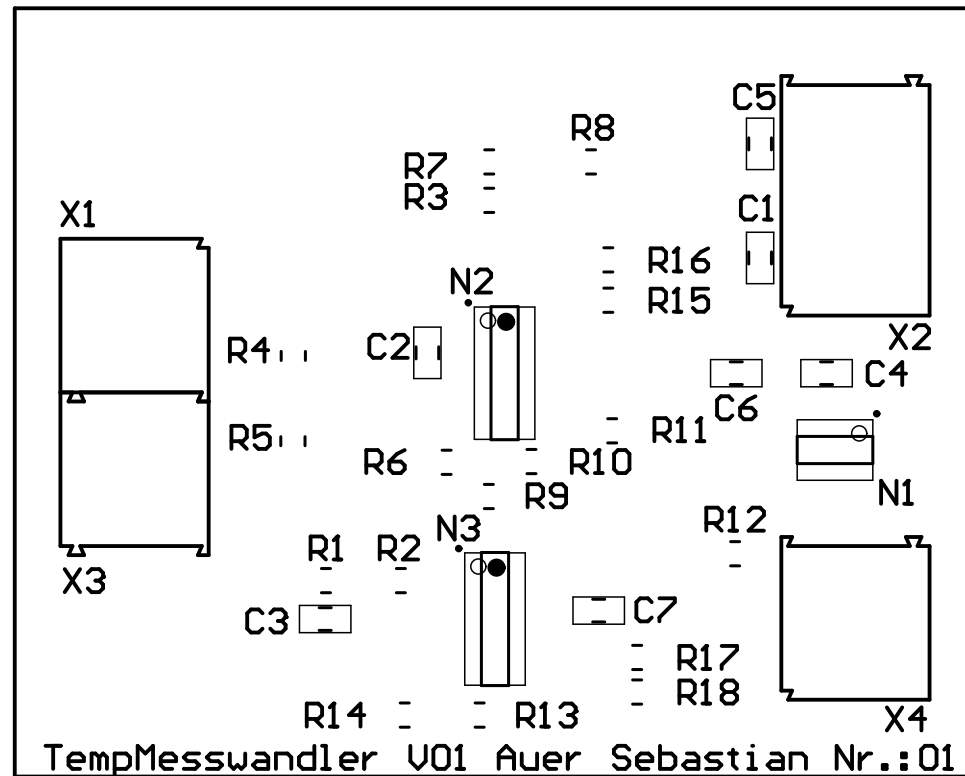 C5
R8
R7
R3
C1
X1
R16
N2
R15
X2
R4
C2
C4
C6
R5
R11
R6
R10
R9
N1
R12
N3
R1
R2
X3
C3
C7
R17
R18
R14
R13
X4
TempMesswandler V01 Auer Sebastian Nr.:01